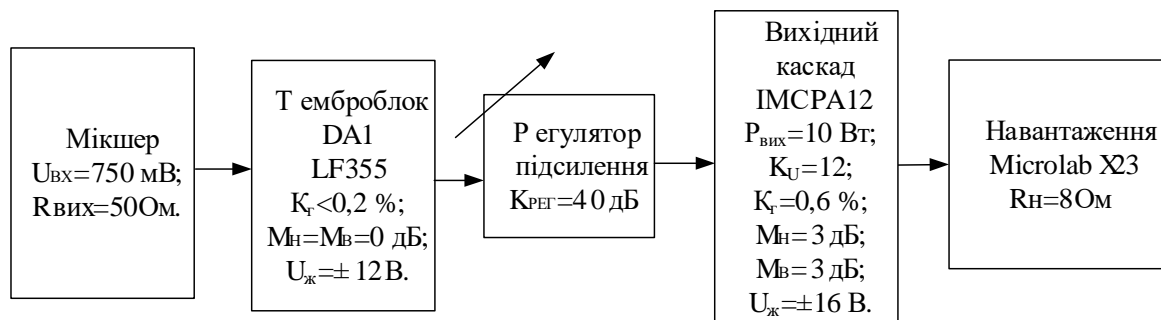 Мікшер
UВХ=750 мВ;
Rвих=50Ом.
Т емброблок
DA1
LF355
Кг<0,2 %;
Мн=Мв=0 дБ;
Uж=± 12 В.
Р егулятор
підсилення
КРЕГ=40 дБ
Вихідний
каскад
ІМСРА12
Рвих=10 Вт;
КU=12;
Кг=0,6 %;
Мн=3 дБ;
Мв=3 дБ;
Uж=±16 В.
Навантаження
Microlab X23
Rн=8Ом